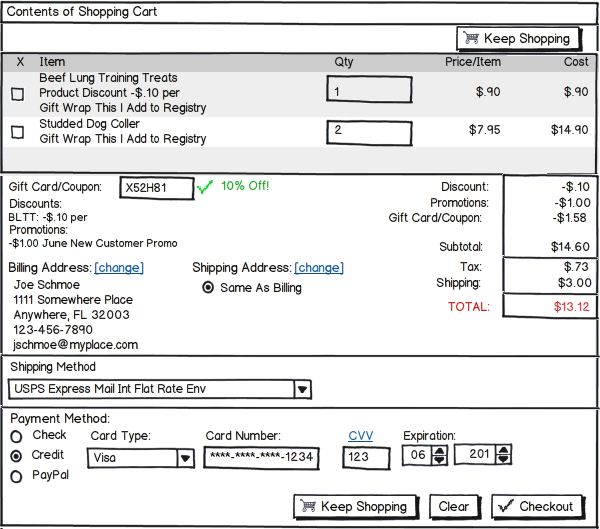 Contents of Shopping Cart
Keep Shopping
X Item Qty Price/Item Cost
Beef Lung Training Treats
Product Discount -$.10 per 1 $.90 $.90
Gift Wrap This I Add to Registry
Studded Dog Coller 2 $7.95 $14.90
Gift Wrap This I Add to Registry
Gift Card/Coupon: X52H81 10% Off! Discount: -$.10
Discounts: Promotions: -$1.00
BLTT: -$.10 per Gift Card/Coupon: -$1.58
Promotions:
-$1.00 June New Customer Promo Subtotal: $14.60
Billing Address: [change] Shipping Address: [change] Tax: $.73
Joe Schmoe Same As Billing Shipping: $3.00
1111 Somewhere Place TOTAL: $13.12
Anywhere, FL 32003
123-456-7890
jschmoe@myplace.com
Shipping Method
USPS Express Mail Int Flat Rate Env
Payment Method:
Check Card Type: Card Number: CVV Expiration:
Credit Visa ****-****-****-1234 123 06 201
PayPal
Keep Shopping Clear Checkout